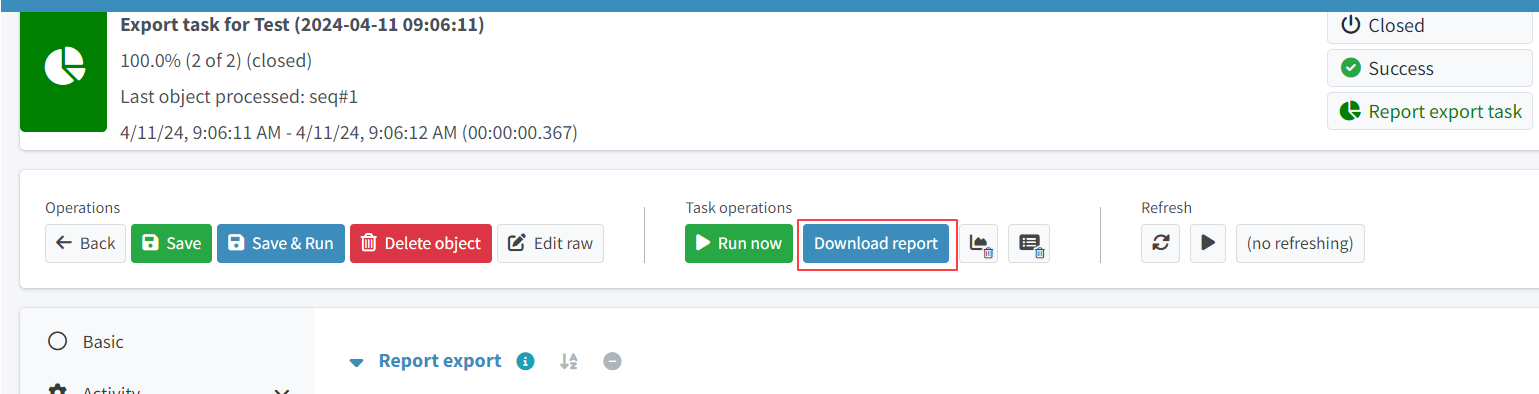 Export task for Test (2024-04-11 09:06:11)
100.0% (2 of 2) (closed)
Last object processed: seq#1
4/11/24, 9:06:11 AM - 4/11/24, 9:06:12 AM (00:00:00.367)
Closed
Success
Report export task
Operations
Back Save Save & Run Delete object Edit raw
Task operations
Run now Download report
Refresh
(no refreshing)
Basic
Activity
Report export